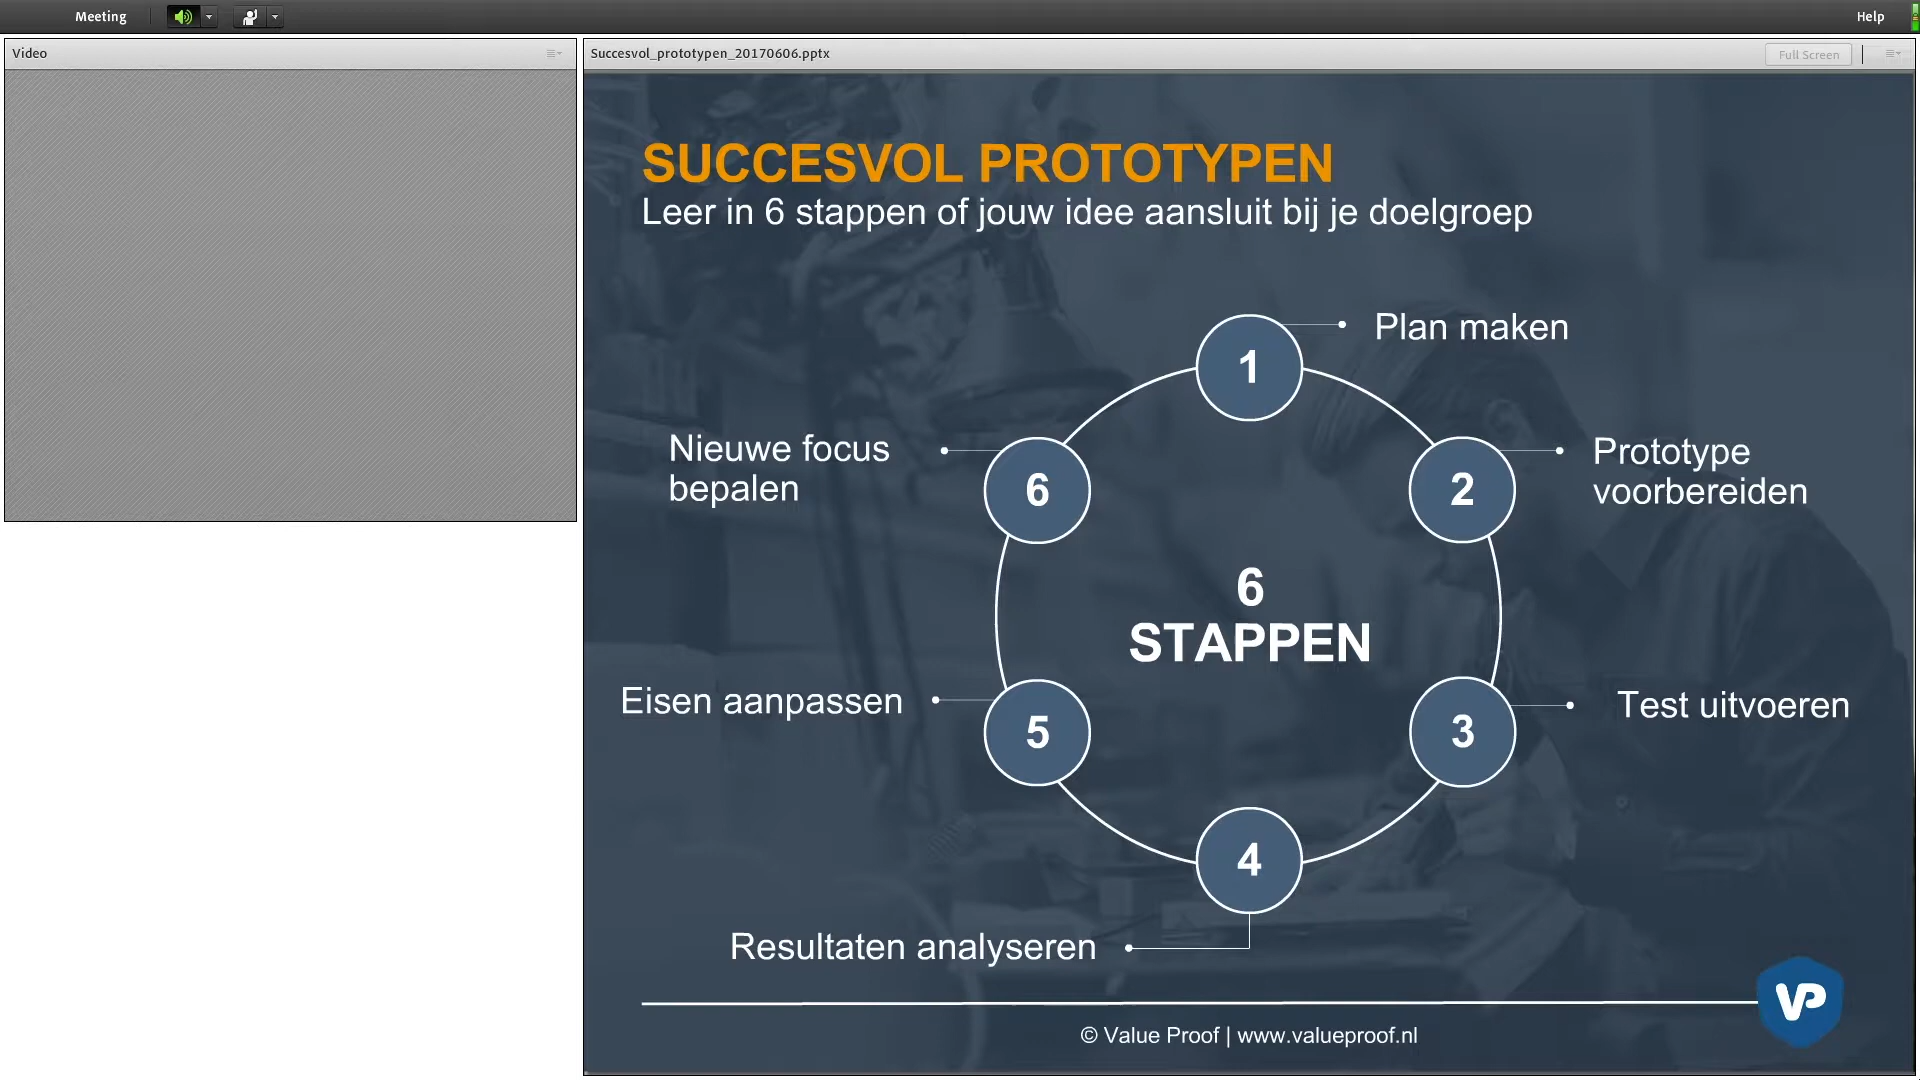 Meeting
Help
Video
Succesvol_prototypen_20170606.pptx
Full Screen
SUCCESVOL PROTOTYPEN
Leer in 6 stappen of jouw idee aansluit bij je doelgroep
1
Plan maken
2
Prototype
voorbereiden
3
Test uitvoeren
4
Resultaten analyseren
5
Eisen aanpassen
6
Nieuwe focus
bepalen
6
STAPPEN
VP
© Value Proof | www.valueproof.nl